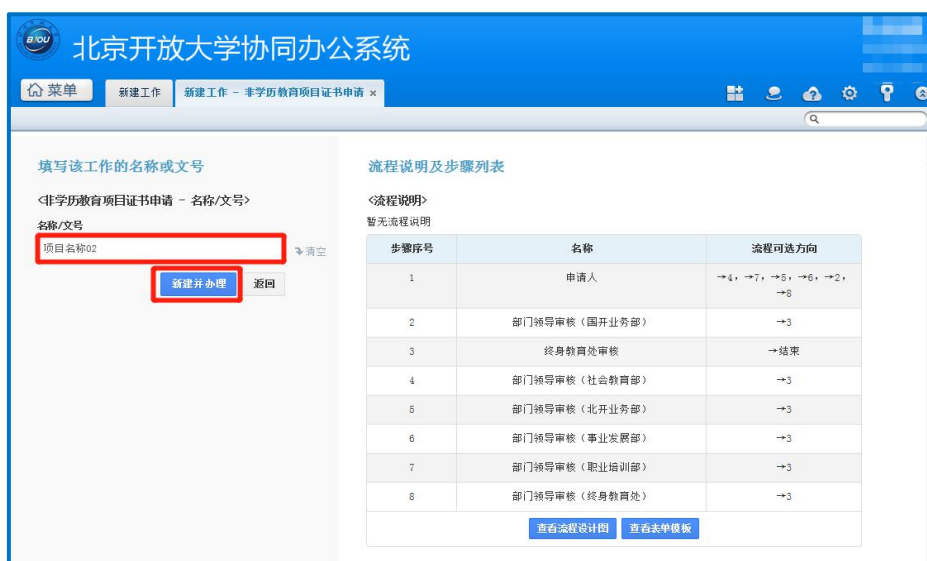 BJOU
北京开放大学协同办公系统
菜单
新建工作
新建工作 - 非学历教育项目证书申请 ×
填写该工作的名称或文号
<非学历教育项目证书申请 - 名称/文号>
名称/文号
项目名称02
清空
新建并办理
返回
流程说明及步骤列表
<流程说明>
暂无流程说明
步骤序号 名称 流程可选方向
1 申请人 →4，→7，→5，→6，→2，
→8
2 部门领导审核（国开业务部） →3
3 终身教育处审核 →结束
4 部门领导审核（社会教育部） →3
5 部门领导审核（北开业务部） →3
6 部门领导审核（事业发展部） →3
7 部门领导审核（职业培训部） →3
8 部门领导审核（终身教育处） →3
查看流程设计图 查看表单模板